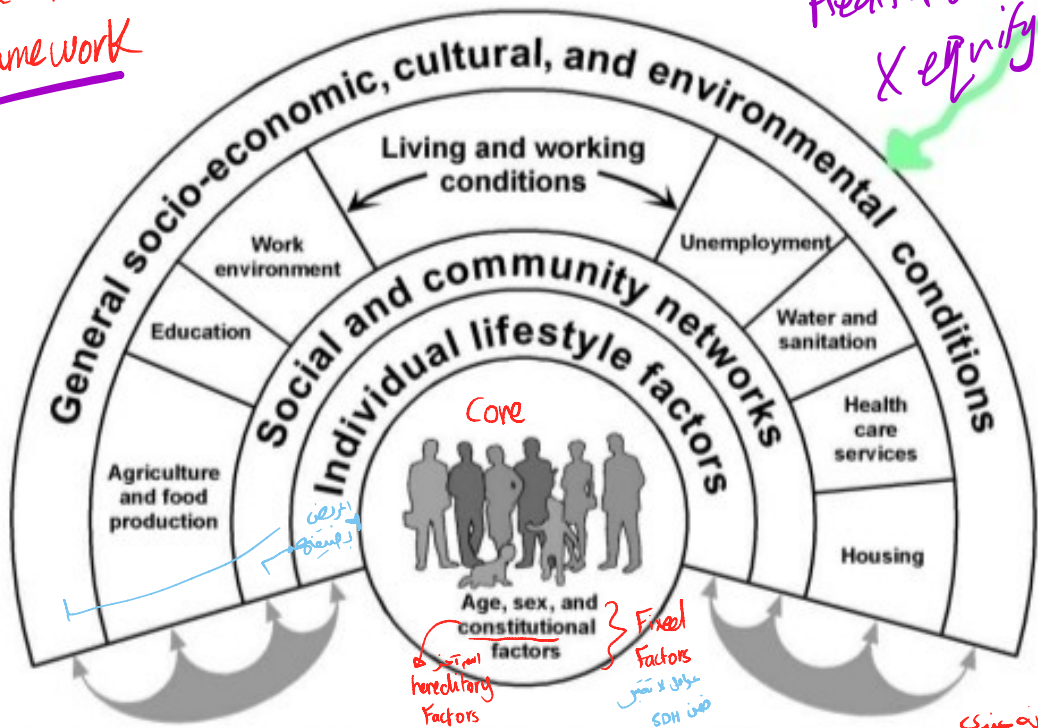 amework
X equity
General socio-economic, cultural, and environmental conditions
Living and working
conditions
Work
environment
Unemployment
Education
Water and
sanitation
Social and community networks
Individual lifestyle factors
Health
care
services
Agriculture
and food
production
Core
Housing
Age, sex, and
constitutional
factors
Fixed
Factors
hereditory
Factors
SDH